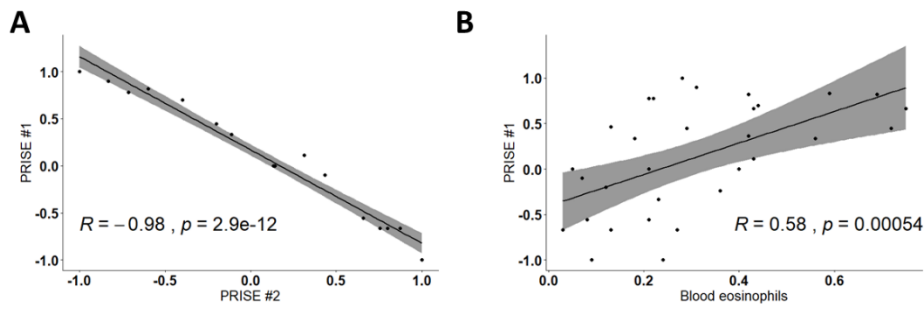 A
B
PRISE #1
1.0
0.5
0.0
-0.5
-1.0
R = −0.98 , p = 2.9e-12
-1.0 -0.5 0.0 0.5 1.0
PRISE #2
PRISE #1
1.0
0.5
0.0
-0.5
-1.0
R = 0.58 , p = 0.00054
0.0 0.2 0.4 0.6
Blood eosinophils